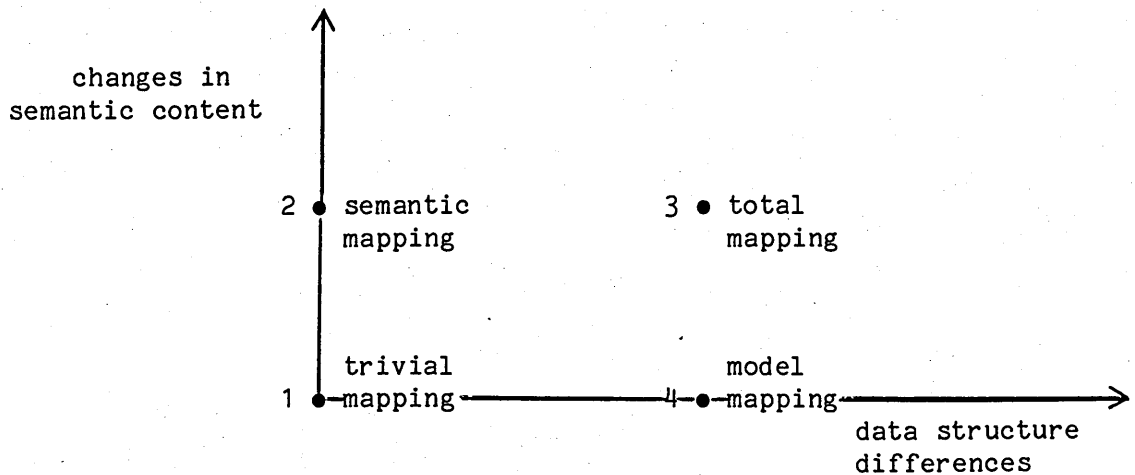 changes in
semantic content
2 semantic
mapping
3 total
mapping
1 trivial
mapping
4 model
mapping
data structure
differences